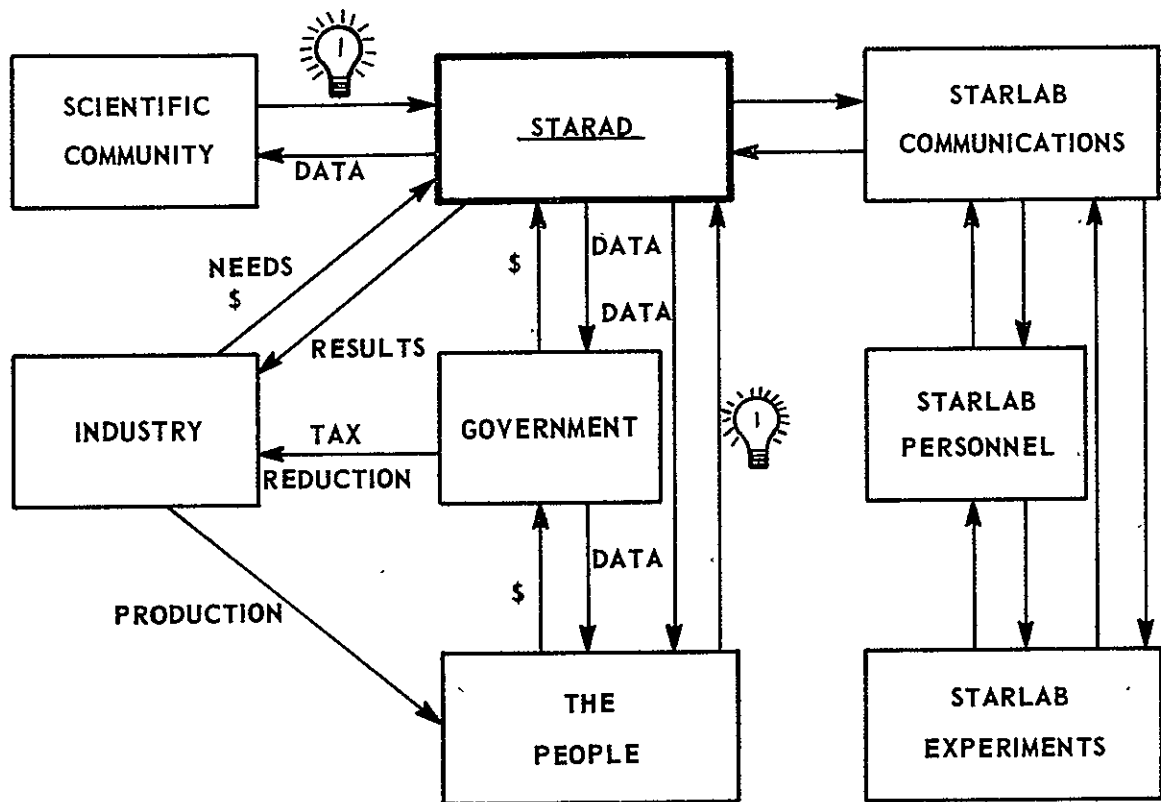 SCIENTIFIC
COMMUNITY
STARAD
STARLAB
COMMUNICATIONS
DATA
NEEDS
$
RESULTS
$
DATA
DATA
INDUSTRY
TAX
REDUCTION
GOVERNMENT
STARLAB
PERSONNEL
PRODUCTION
$
DATA
THE
PEOPLE
STARLAB
EXPERIMENTS